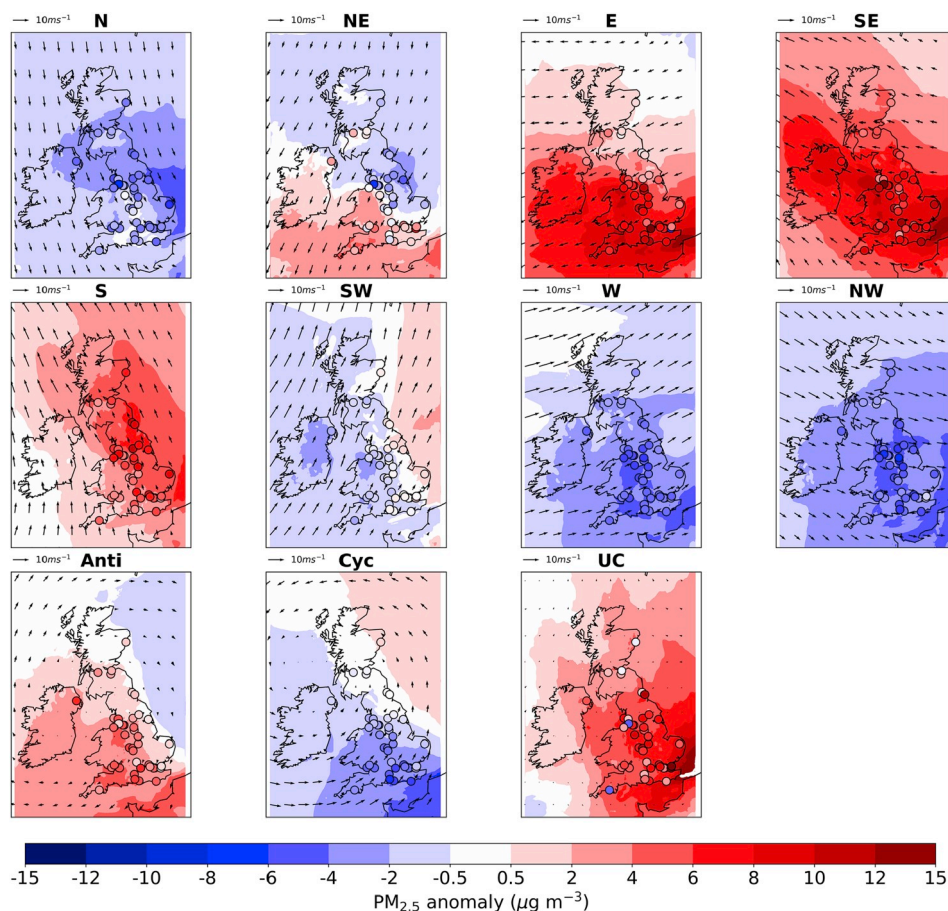 10ms⁻¹ N 10ms⁻¹ NE 10ms⁻¹ E 10ms⁻¹ SE
10ms⁻¹ S 10ms⁻¹ SW 10ms⁻¹ W 10ms⁻¹ NW
10ms⁻¹ Anti 10ms⁻¹ Cyc 10ms⁻¹ UC
-15 -12 -10 -8 -6 -4 -2 -0.5 0.5 2 4 6 8 10 12 15
PM₂.₅ anomaly (μg m⁻³)